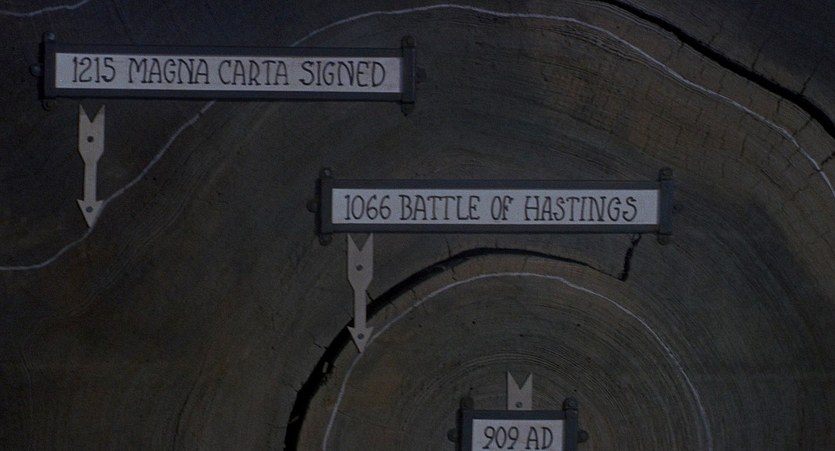 1215 MAGNA CARTA SIGNED
1066 BATTLE OF HASTINGS
909 AD